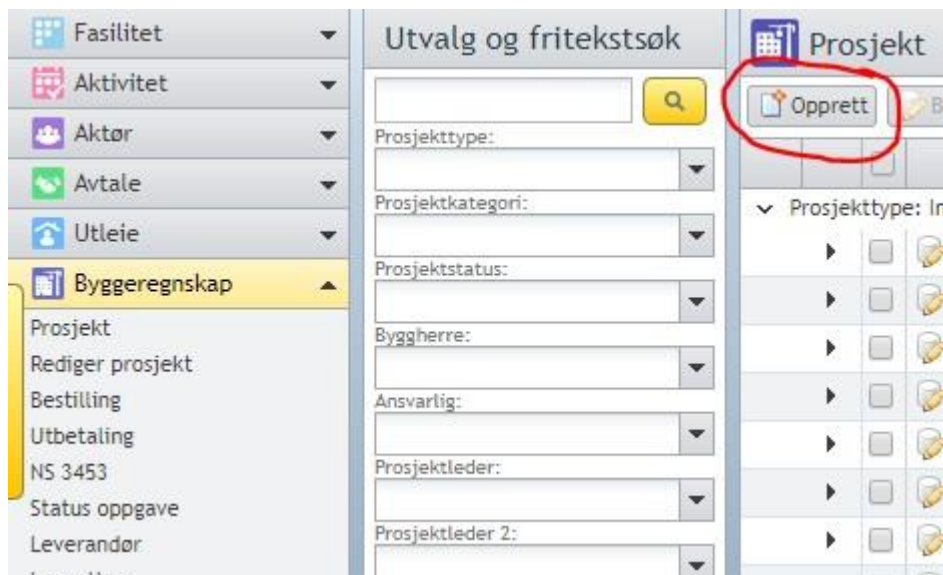 Fasilitet
Aktivitet
Aktør
Avtale
Utleie
Byggeregnskap
Prosjekt
Rediger prosjekt
Bestilling
Utbetaling
NS 3453
Status oppgave
Leverandør
Utvalg og fritekstsøk
Prosjekttype:
Prosjektkategori:
Prosjektstatus:
Byggherre:
Ansvarlig:
Prosjektleder:
Prosjektleder 2:
Prosjekt
Opprett
Prosjekttype: In